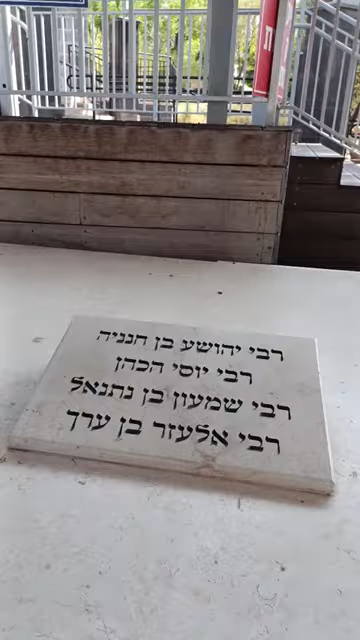 רבי יהושע בן חנניה
רבי יוסי הכהן
רבי שמעון בן נתנאל
רבי אלעזר בן ערך